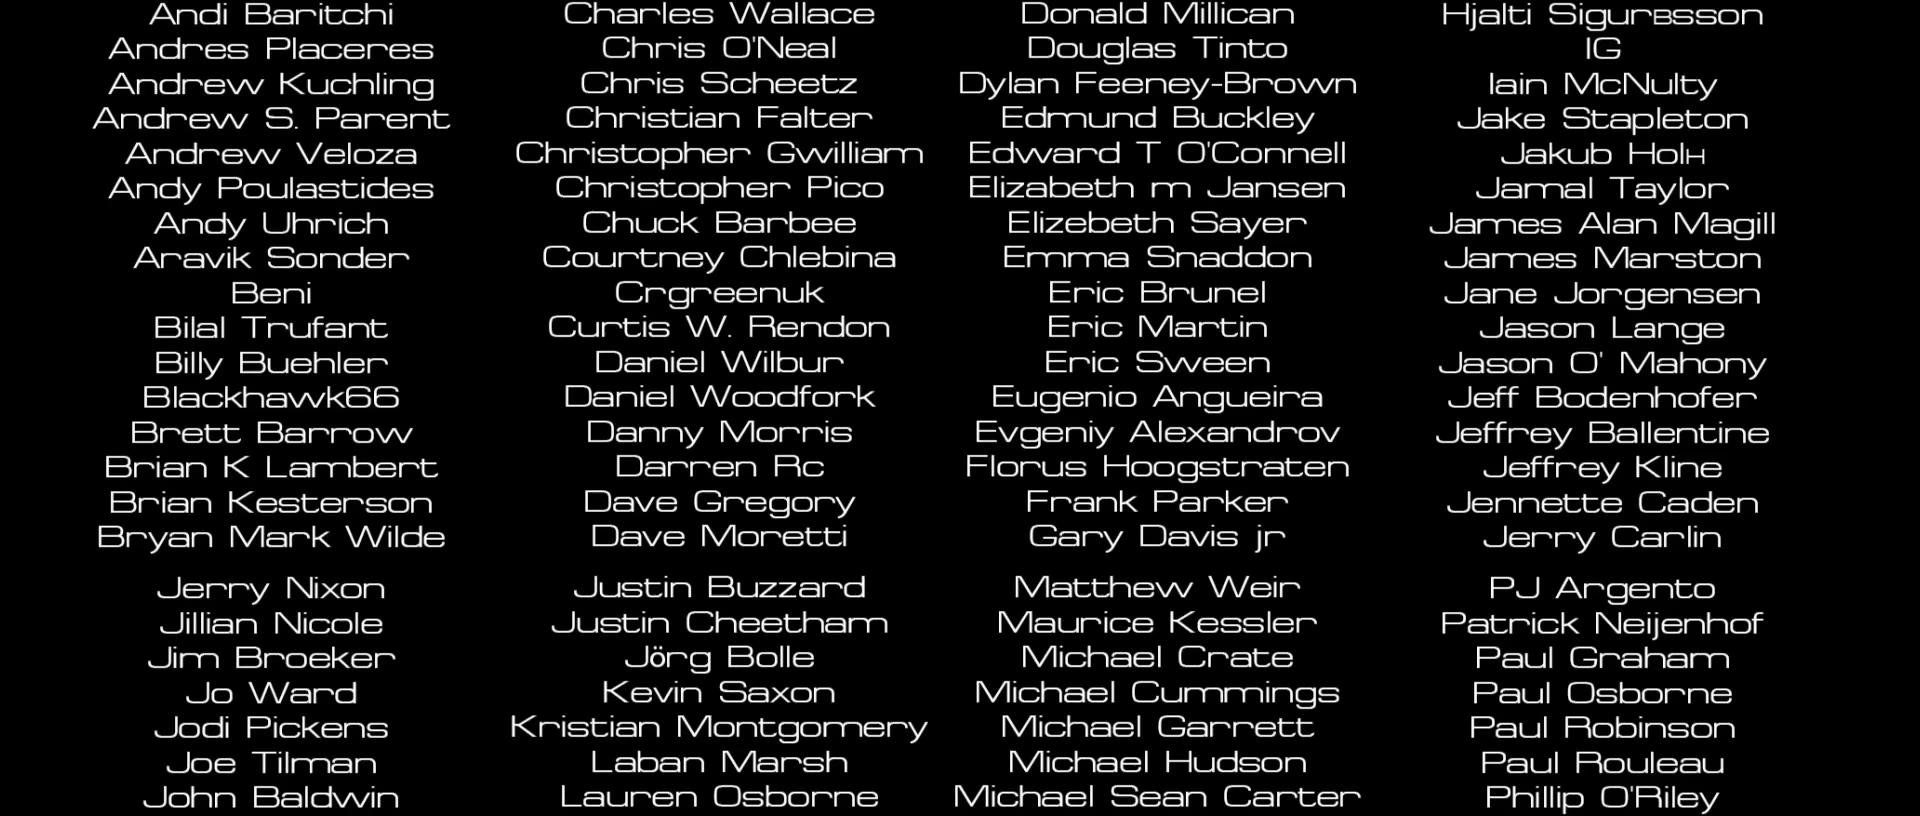 Andi Baritchi
Andres Placeres
Andrew Kuchling
Andrew S. Parent
Andrew Veloza
Andy Poulastides
Andy Uhrich
Aravik Sonder
Beni
Bilal Trufant
Billy Buehler
Blackhawk66
Brett Barrow
Brian K Lambert
Brian Kesterson
Bryan Mark Wilde
Charles Wallace
Chris O'Neal
Chris Scheetz
Christian Falter
Christopher Gwilliam
Christopher Pico
Chuck Barbee
Courtney Chlebina
Crgreenuk
Curtis W. Rendon
Daniel Wilbur
Daniel Woodfork
Danny Morris
Darren Rc
Dave Gregory
Dave Moretti
Donald Millican
Douglas Tinto
Dylan Feeney-Brown
Edmund Buckley
Edward T O'Connell
Elizabeth m Jansen
Elizebeth Sayer
Emma Snaddon
Eric Brunel
Eric Martin
Eric Sween
Eugenio Angueira
Evgeniy Alexandrov
Florus Hoogstraten
Frank Parker
Gary Davis jr
Hjalti Sigurвsson
IG
Iain McNulty
Jake Stapleton
Jakub Holн
Jamal Taylor
James Alan Magill
James Marston
Jane Jorgensen
Jason Lange
Jason O' Mahony
Jeff Bodenhofer
Jeffrey Ballentine
Jeffrey Kline
Jennette Caden
Jerry Carlin
Jerry Nixon
Jillian Nicole
Jim Broeker
Jo Ward
Jodi Pickens
Joe Tilman
John Baldwin
Justin Buzzard
Justin Cheetham
Jörg Bolle
Kevin Saxon
Kristian Montgomery
Laban Marsh
Lauren Osborne
Matthew Weir
Maurice Kessler
Michael Crate
Michael Cummings
Michael Garrett
Michael Hudson
Michael Sean Carter
PJ Argento
Patrick Neijenhof
Paul Graham
Paul Osborne
Paul Robinson
Paul Rouleau
Phillip O'Riley